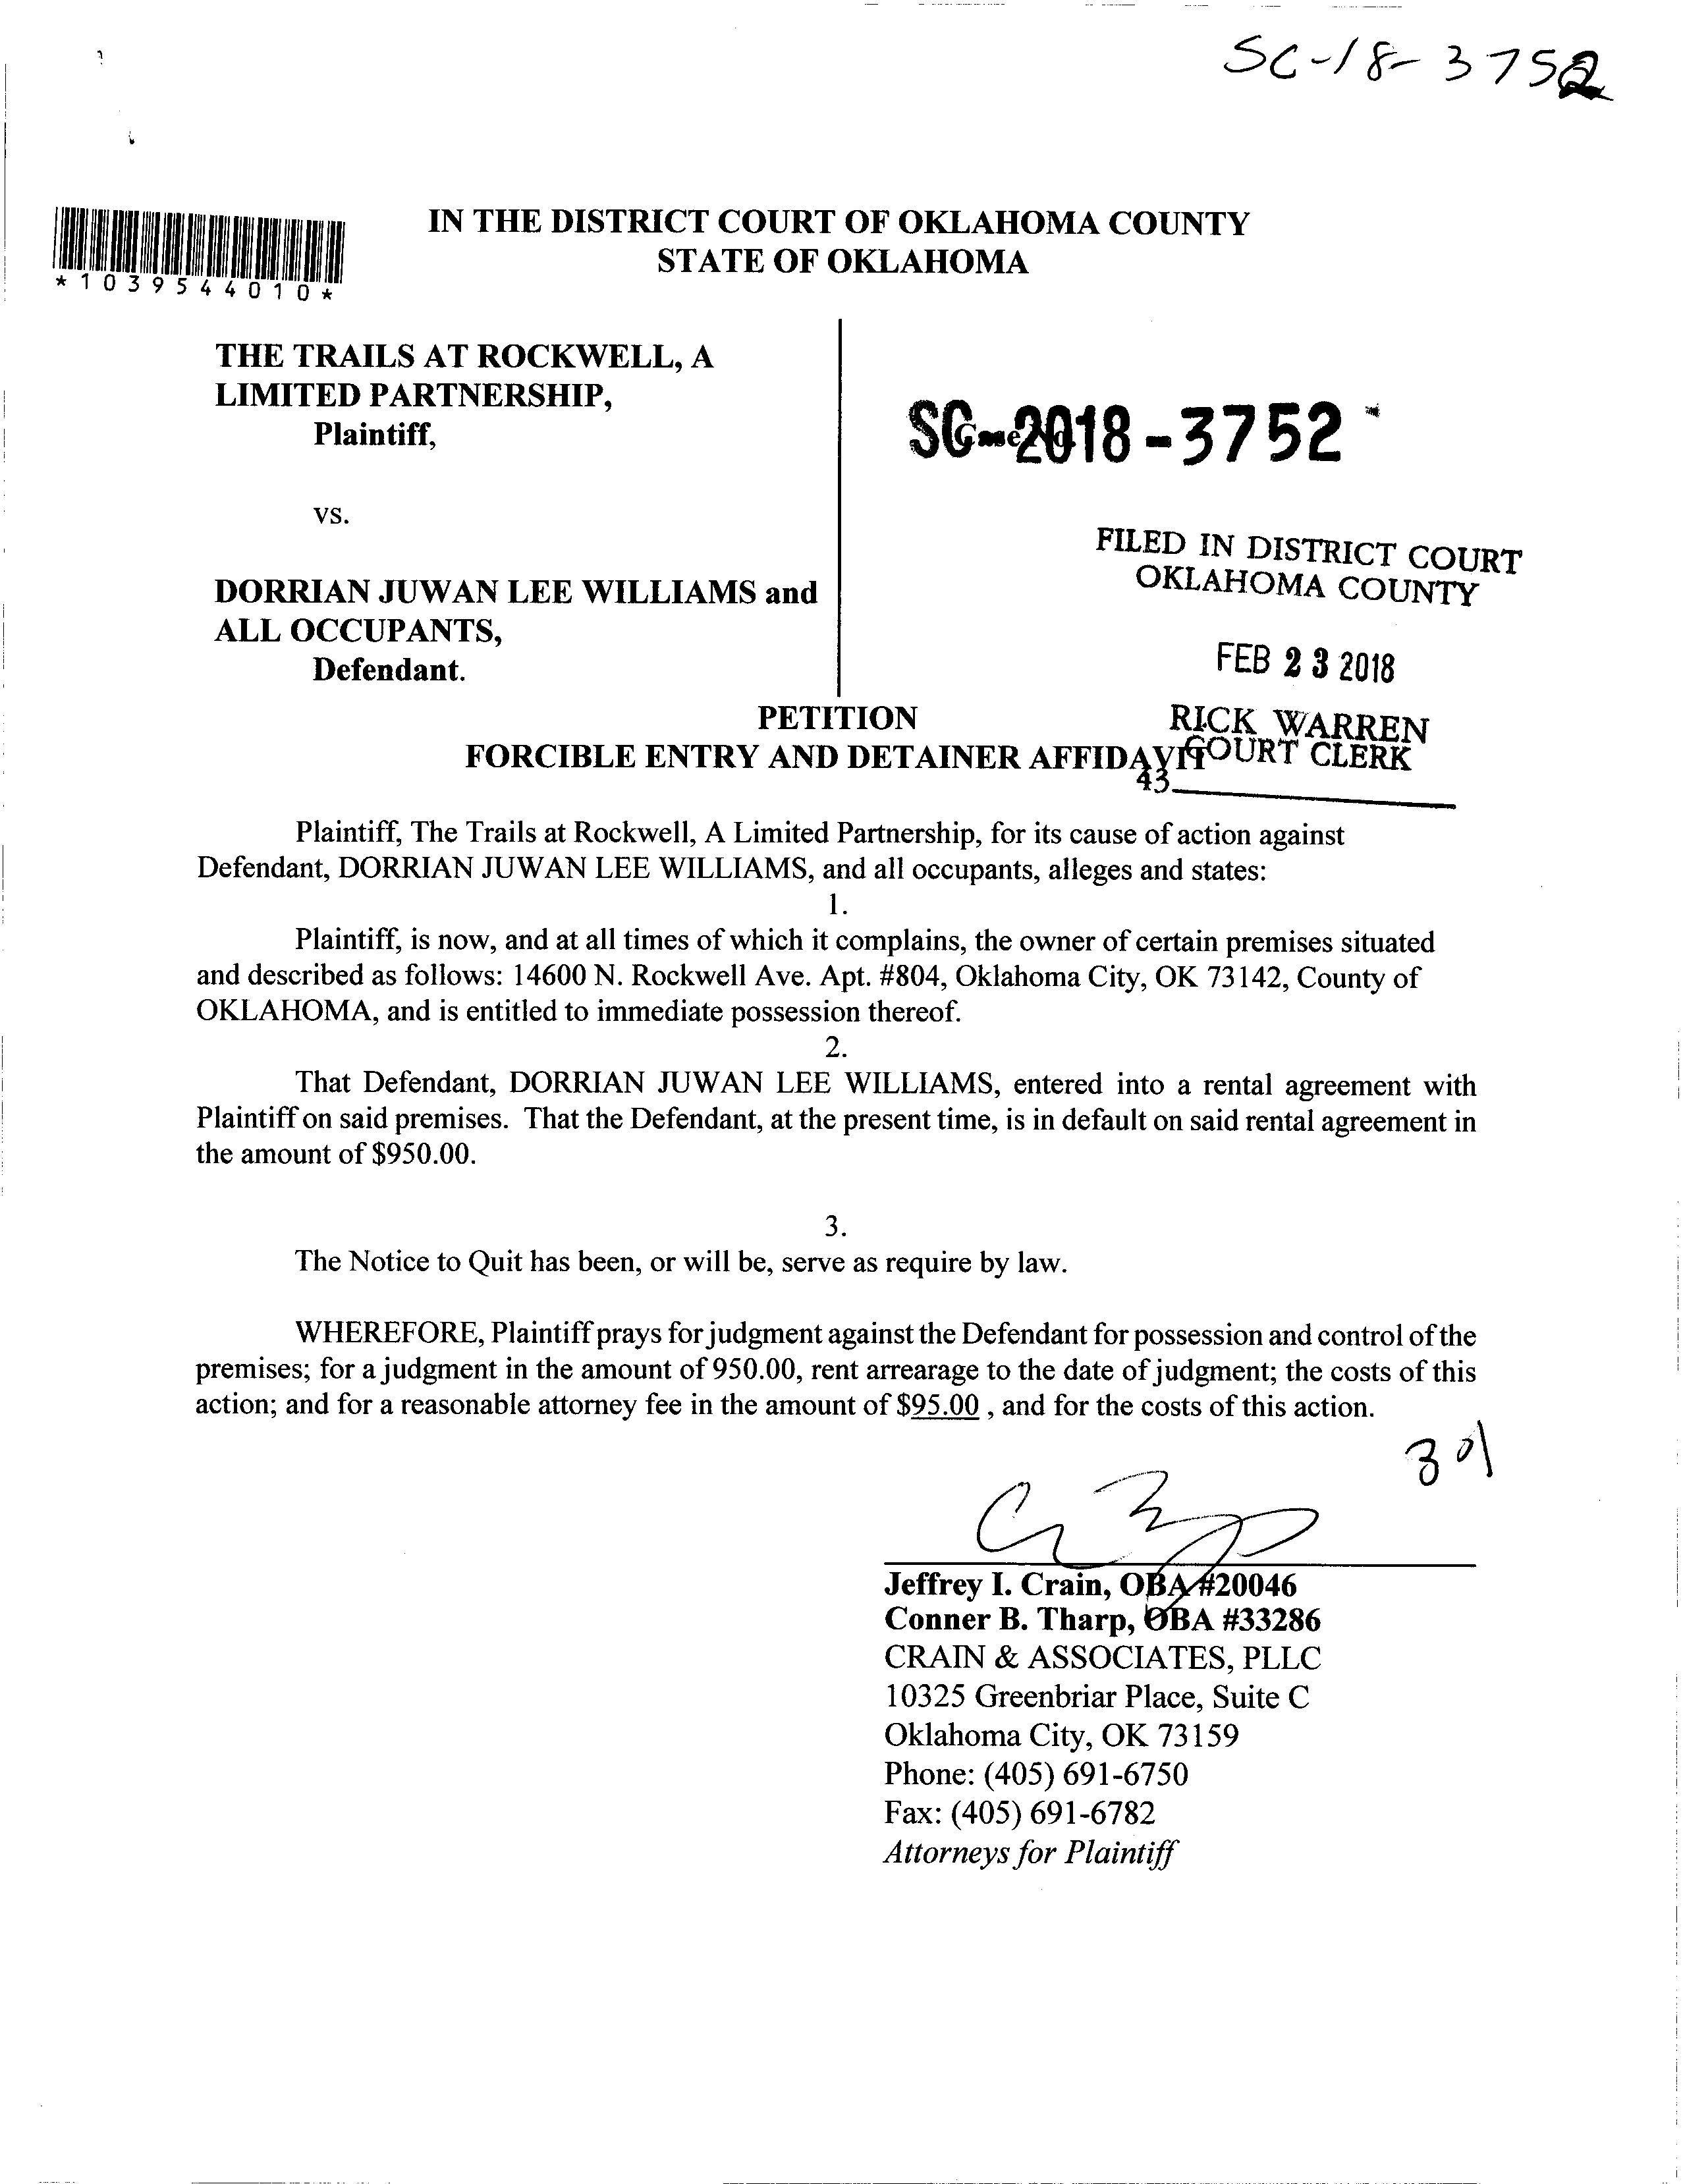 SC-18-3752
IN THE DISTRICT COURT OF OKLAHOMA COUNTY
STATE OF OKLAHOMA
*1039544010*
THE TRAILS AT ROCKWELL, A
LIMITED PARTNERSHIP,
Plaintiff,
SC-2018-3752
vs.
FILED IN DISTRICT COURT
OKLAHOMA COUNTY
DORRIAN JUWAN LEE WILLIAMS and
ALL OCCUPANTS,
Defendant.
FEB 23 2018
PETITION
RICK WARREN
FORCIBLE ENTRY AND DETAINER AFFIDAVIT
COURT CLERK
43
Plaintiff, The Trails at Rockwell, A Limited Partnership, for its cause of action against
Defendant, DORRIAN JUWAN LEE WILLIAMS, and all occupants, alleges and states:
1.
Plaintiff, is now, and at all times of which it complains, the owner of certain premises situated
and described as follows: 14600 N. Rockwell Ave. Apt. #804, Oklahoma City, OK 73142, County of
OKLAHOMA, and is entitled to immediate possession thereof.
2.
That Defendant, DORRIAN JUWAN LEE WILLIAMS, entered into a rental agreement with
Plaintiff on said premises. That the Defendant, at the present time, is in default on said rental agreement in
the amount of $950.00.
3.
The Notice to Quit has been, or will be, serve as require by law.
WHEREFORE, Plaintiff prays for judgment against the Defendant for possession and control of the
premises; for a judgment in the amount of 950.00, rent arrearage to the date of judgment; the costs of this
action; and for a reasonable attorney fee in the amount of $95.00 , and for the costs of this action.
Jeffrey I. Crain, OBA #20046
Conner B. Tharp, OBA #33286
CRAIN & ASSOCIATES, PLLC
10325 Greenbriar Place, Suite C
Oklahoma City, OK 73159
Phone: (405) 691-6750
Fax: (405) 691-6782
Attorneys for Plaintiff